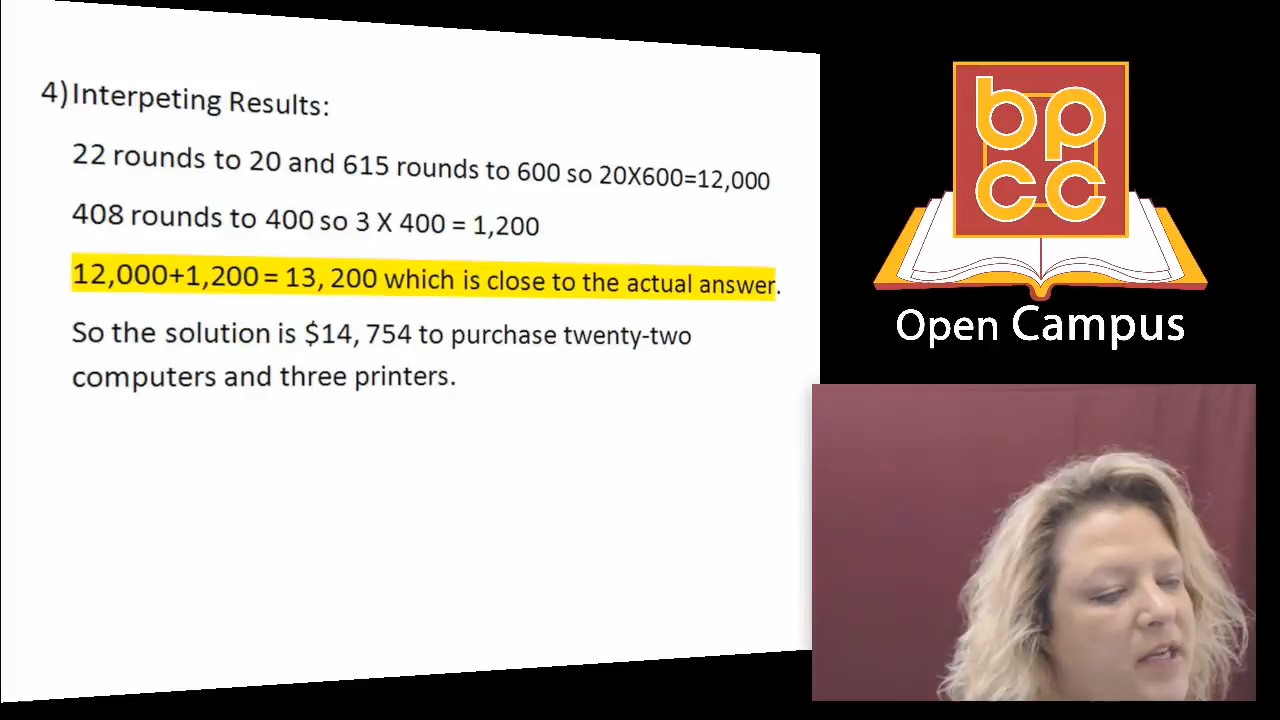 4) Interpeting Results:
22 rounds to 20 and 615 rounds to 600 so 20X600=12,000
408 rounds to 400 so 3 X 400 = 1,200
12,000+1,200 = 13, 200 which is close to the actual answer.
So the solution is $14, 754 to purchase twenty-two
computers and three printers.
bp
cc
Open Campus